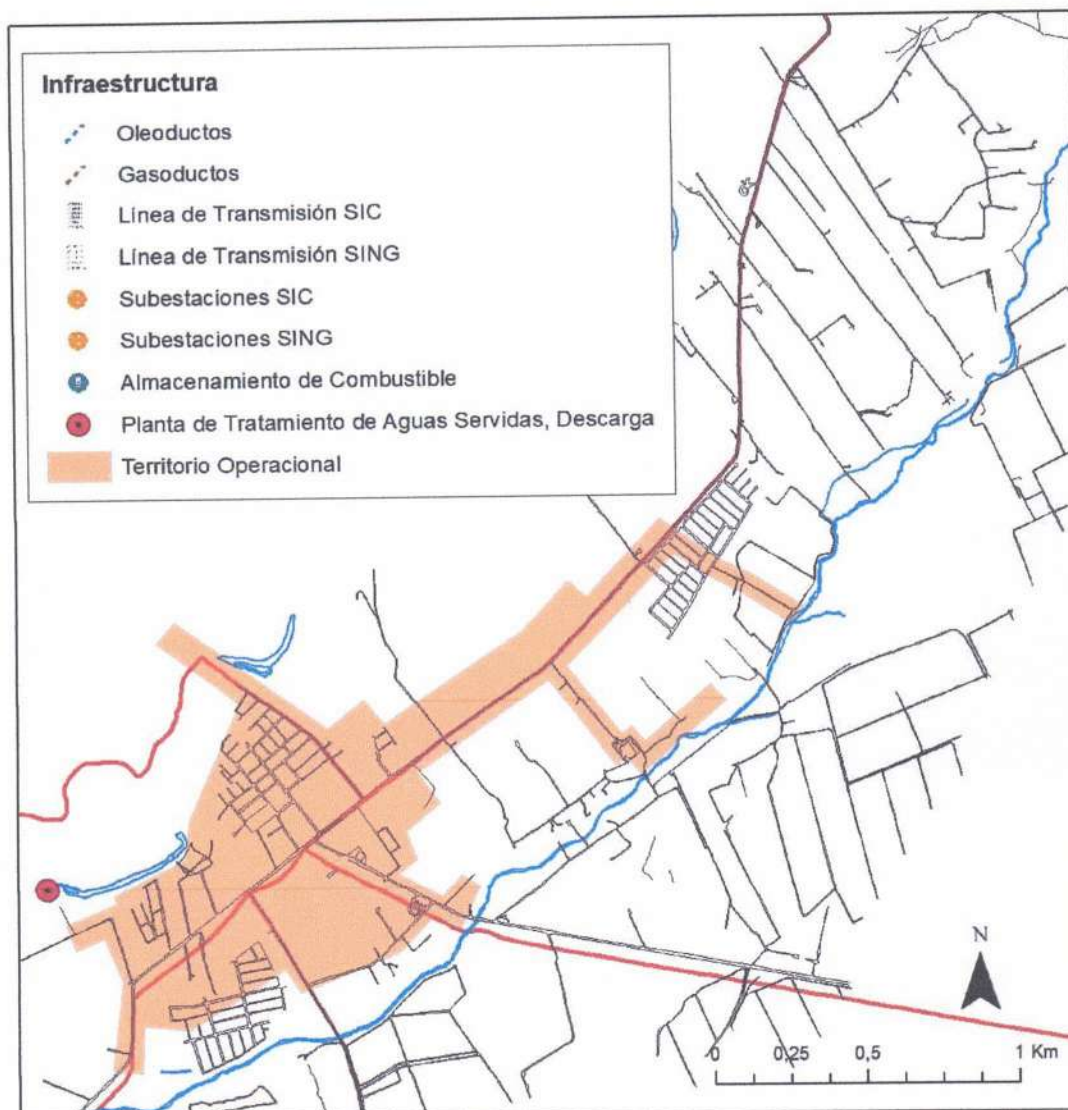 Infraestructura
Oleoductos
Gasoductos
Línea de Transmisión SIC
Línea de Transmisión SING
Subestaciones SIC
Subestaciones SING
Almacenamiento de Combustible
Planta de Tratamiento de Aguas Servidas, Descarga
Territorio Operacional
N
0 0,25 0,5 1 Km